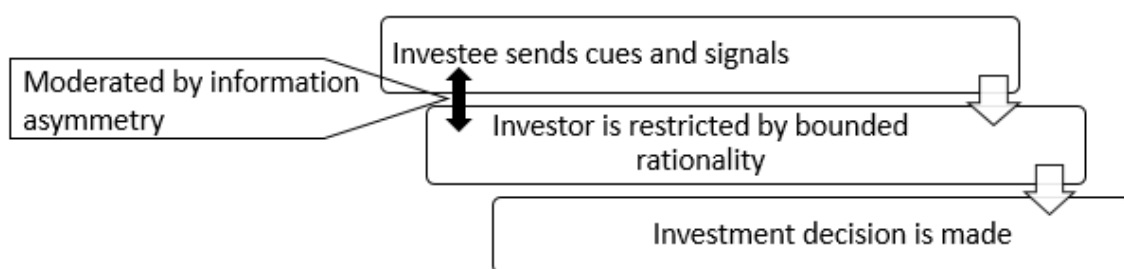 Investee sends cues and signals
Moderated by information
asymmetry
Investor is restricted by bounded
rationality
Investment decision is made